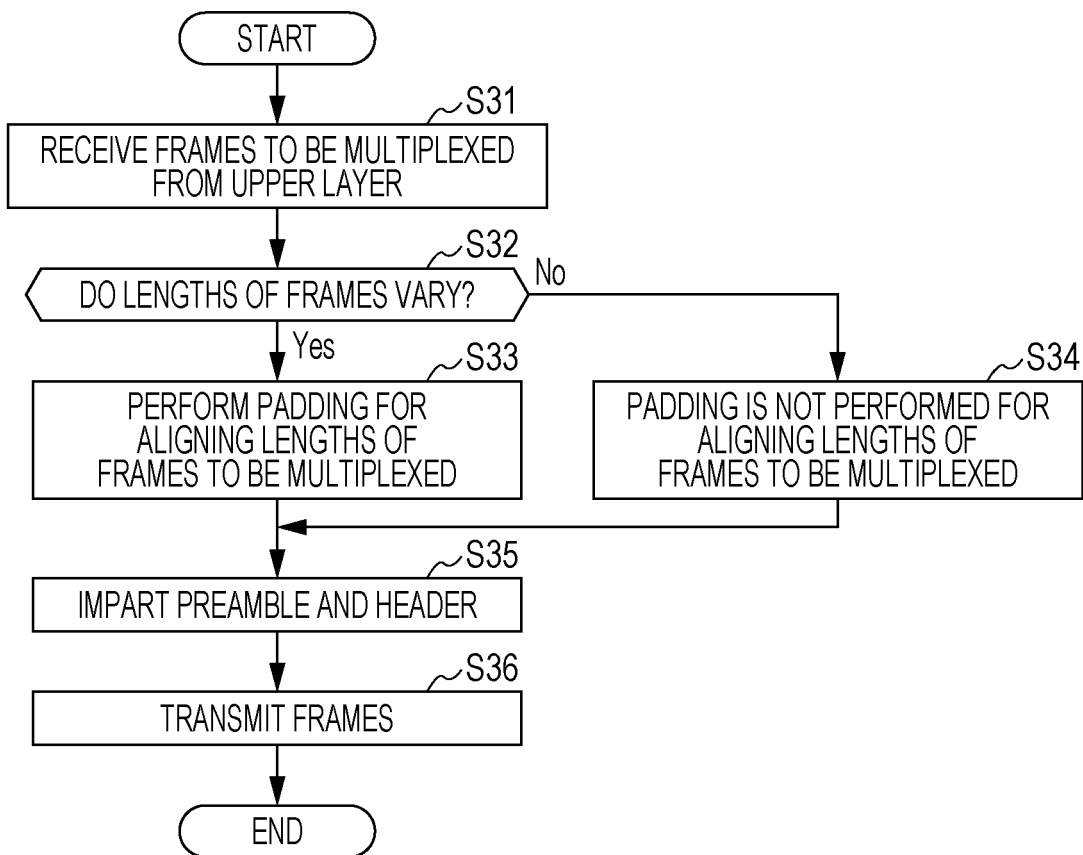 START
S31
RECEIVE FRAMES TO BE MULTIPLEXED
FROM UPPER LAYER
S32
DO LENGTHS OF FRAMES VARY?
No
Yes
S33
PERFORM PADDING FOR
ALIGNING LENGTHS OF
FRAMES TO BE MULTIPLEXED
S34
PADDING IS NOT PERFORMED FOR
ALIGNING LENGTHS OF
FRAMES TO BE MULTIPLEXED
S35
IMPART PREAMBLE AND HEADER
S36
TRANSMIT FRAMES
END